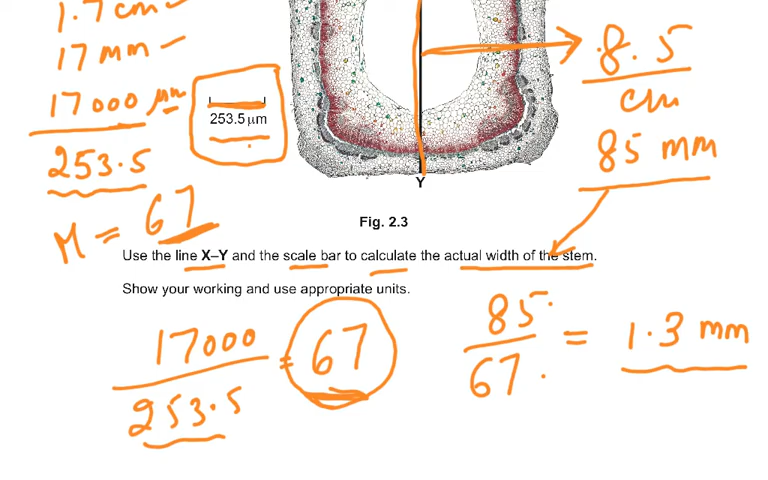 1.7 cm
17 mm
17000 μm
253.5
M = 67
253.5 μm
8.5
cm
85 mm
Y
Fig. 2.3
Use the line X–Y and the scale bar to calculate the actual width of the stem.
Show your working and use appropriate units.
17000
253.5
= 67
85
67
= 1.3 mm